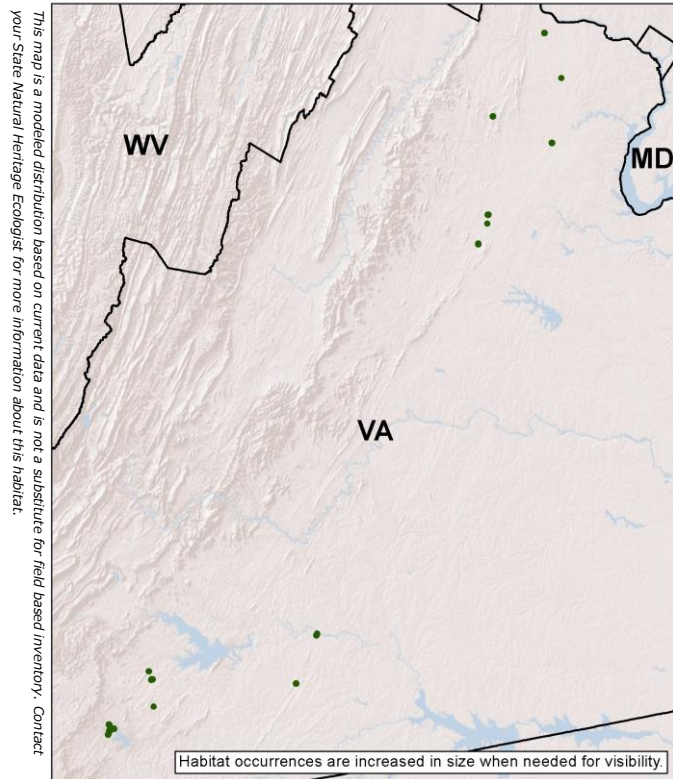 This map is a modeled distribution based on current data and is not a substitute for field based inventory. Contact
your State Natural Heritage Ecologist for more information about this habitat.
WV
MD
VA
Habitat occurrences are increased in size when needed for visibility.